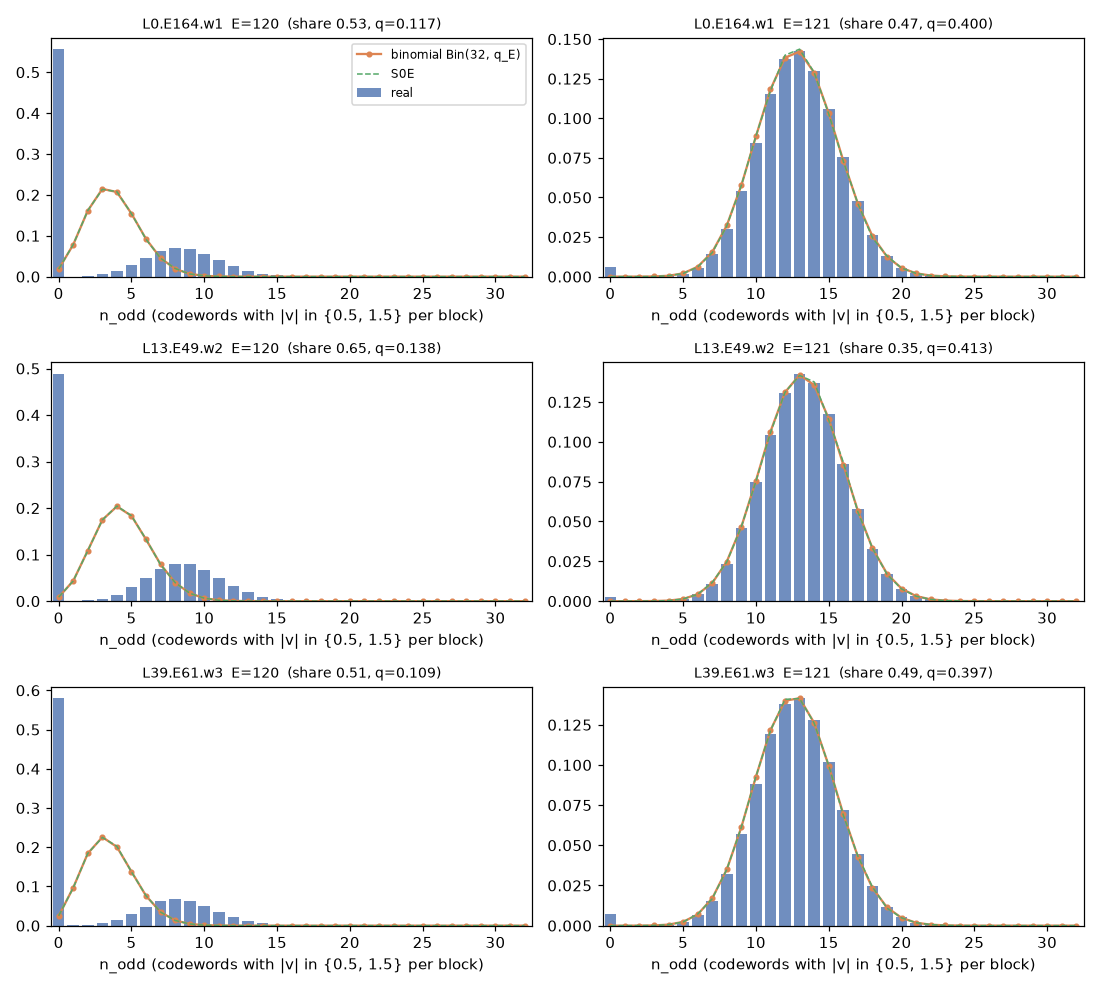 L0.E164.w1 E=120 (share 0.53, q=0.117)
0.5
0.4
0.3
0.2
0.1
0.0
binomial Bin(32, q_E)
S0E
real
0 5 10 15 20 25 30
n_odd (codewords with |v| in {0.5, 1.5} per block)
L0.E164.w1 E=121 (share 0.47, q=0.400)
0.150
0.125
0.100
0.075
0.050
0.025
0.000
0 5 10 15 20 25 30
n_odd (codewords with |v| in {0.5, 1.5} per block)
L13.E49.w2 E=120 (share 0.65, q=0.138)
0.5
0.4
0.3
0.2
0.1
0.0
0 5 10 15 20 25 30
n_odd (codewords with |v| in {0.5, 1.5} per block)
L13.E49.w2 E=121 (share 0.35, q=0.413)
0.125
0.100
0.075
0.050
0.025
0.000
0 5 10 15 20 25 30
n_odd (codewords with |v| in {0.5, 1.5} per block)
L39.E61.w3 E=120 (share 0.51, q=0.109)
0.6
0.5
0.4
0.3
0.2
0.1
0.0
0 5 10 15 20 25 30
n_odd (codewords with |v| in {0.5, 1.5} per block)
L39.E61.w3 E=121 (share 0.49, q=0.397)
0.125
0.100
0.075
0.050
0.025
0.000
0 5 10 15 20 25 30
n_odd (codewords with |v| in {0.5, 1.5} per block)